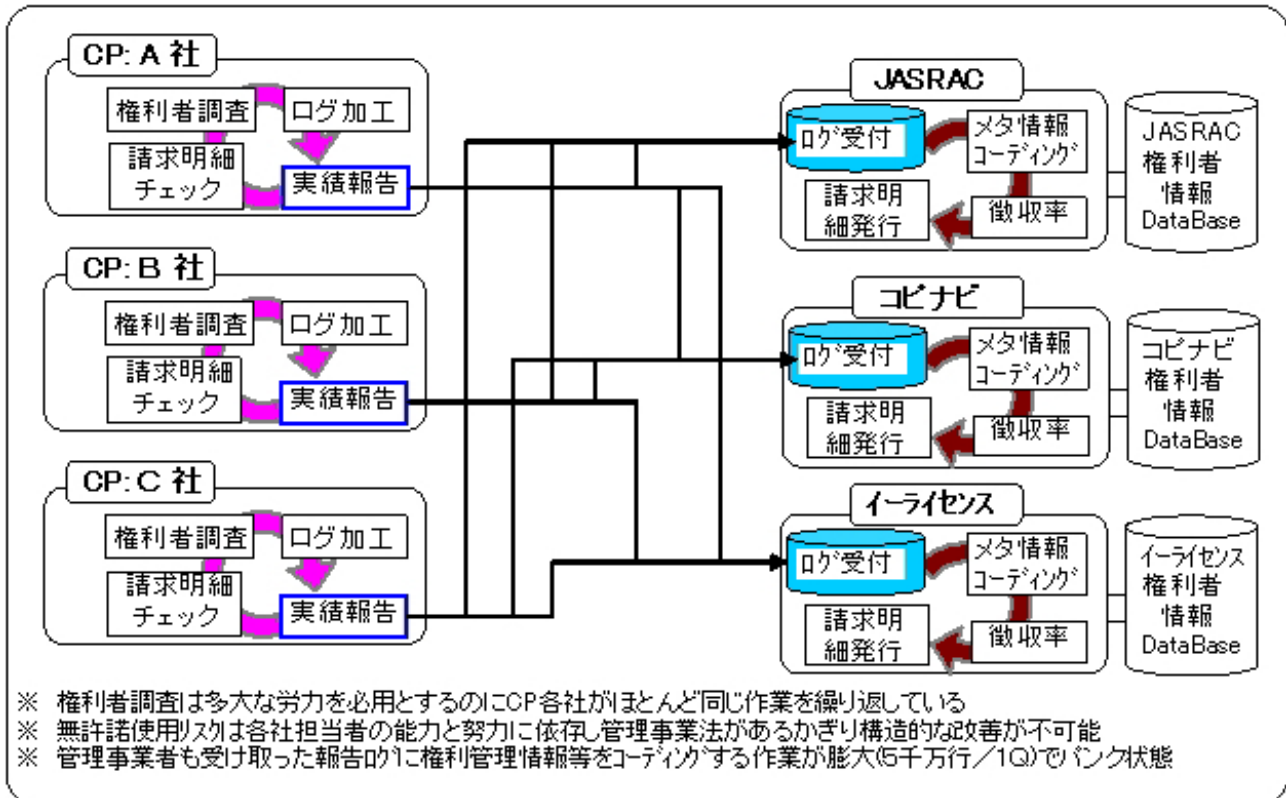 CP: A 社
権利者調査
ログ加工
請求明細
チェック
実績報告
CP: B 社
権利者調査
ログ加工
請求明細
チェック
実績報告
CP: C 社
権利者調査
ログ加工
請求明細
チェック
実績報告
JASRAC
ログ受付
メタ情報
コーディング
請求明
細発行
徴収率
JASRAC
権利者
情報
DataBase
コピナビ
ログ受付
メタ情報
コーディング
請求明
細発行
徴収率
コピナビ
権利者
情報
DataBase
イーライセンス
ログ受付
メタ情報
コーディング
請求明
細発行
徴収率
イーライセンス
権利者
情報
DataBase
※ 権利者調査は多大な労力を必用とするのにCP各社がほとんど同じ作業を繰り返している
※ 無許諾使用リスクは各社担当者の能力と努力に依存し管理事業法があるかぎり構造的な改善が不可能
※ 管理事業者も受け取った報告ログに権利管理情報等をコーディングする作業が膨大(5千万行/1Q)でパンク状態